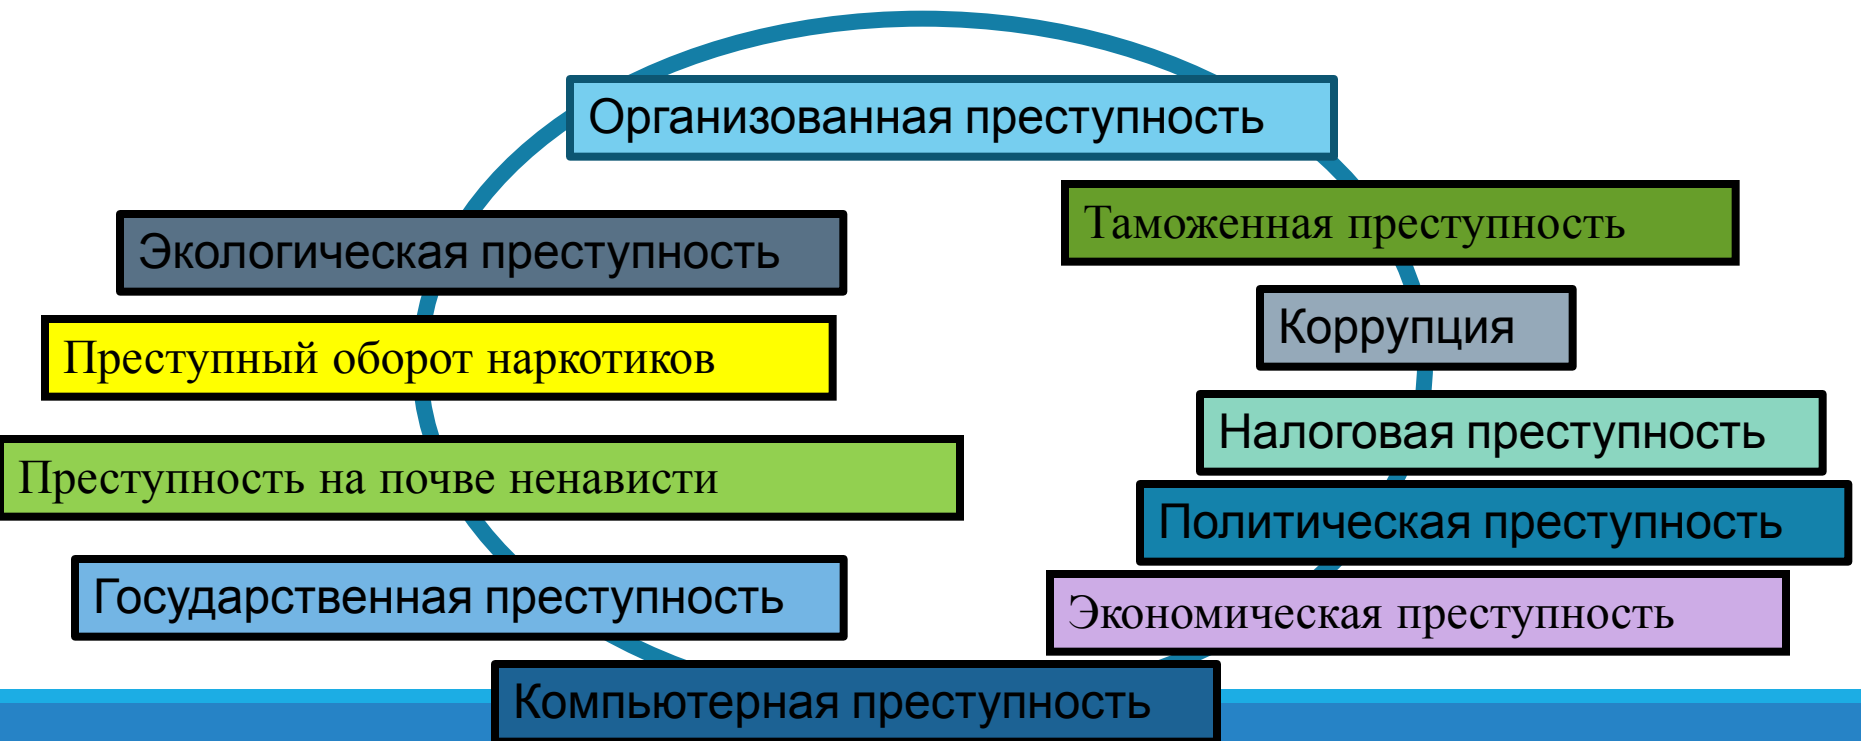 Организованная преступность
Таможенная преступность
Экологическая преступность
Коррупция
Преступный оборот наркотиков
Налоговая преступность
Преступность на почве ненависти
Политическая преступность
Государственная преступность
Экономическая преступность
Компьютерная преступность